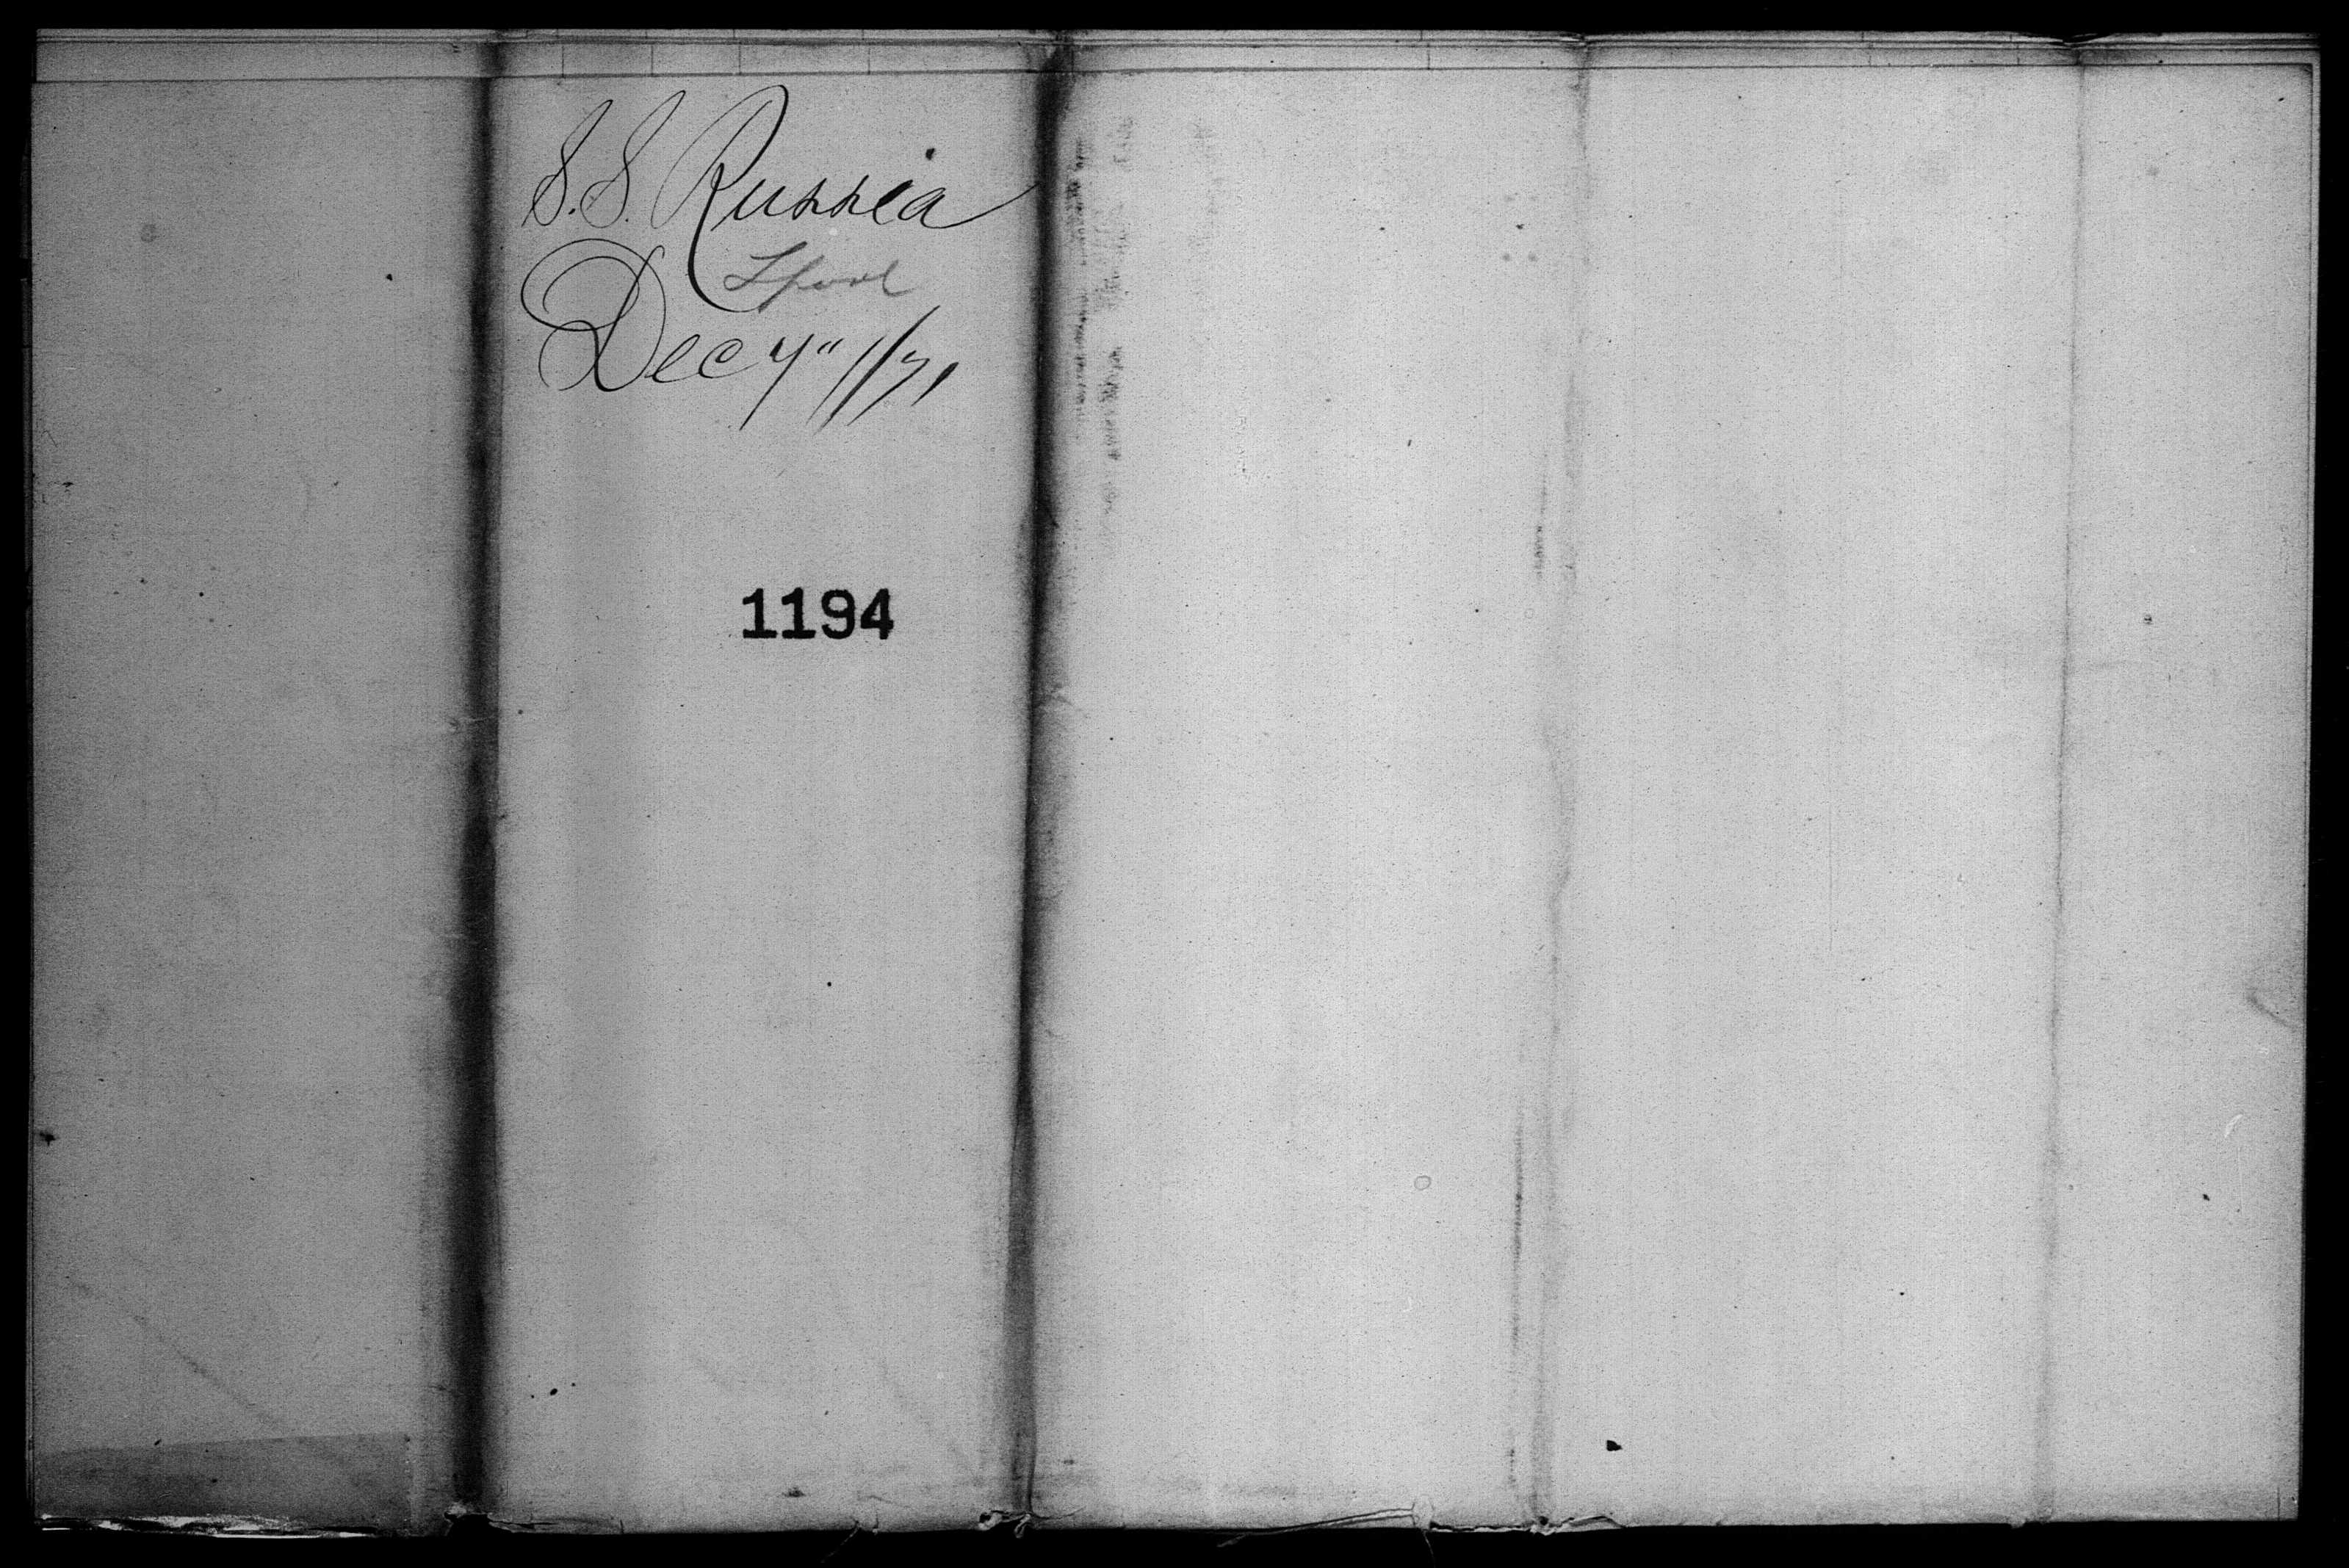 S.S. Russia
Lpool
Dec 4" //71
1194